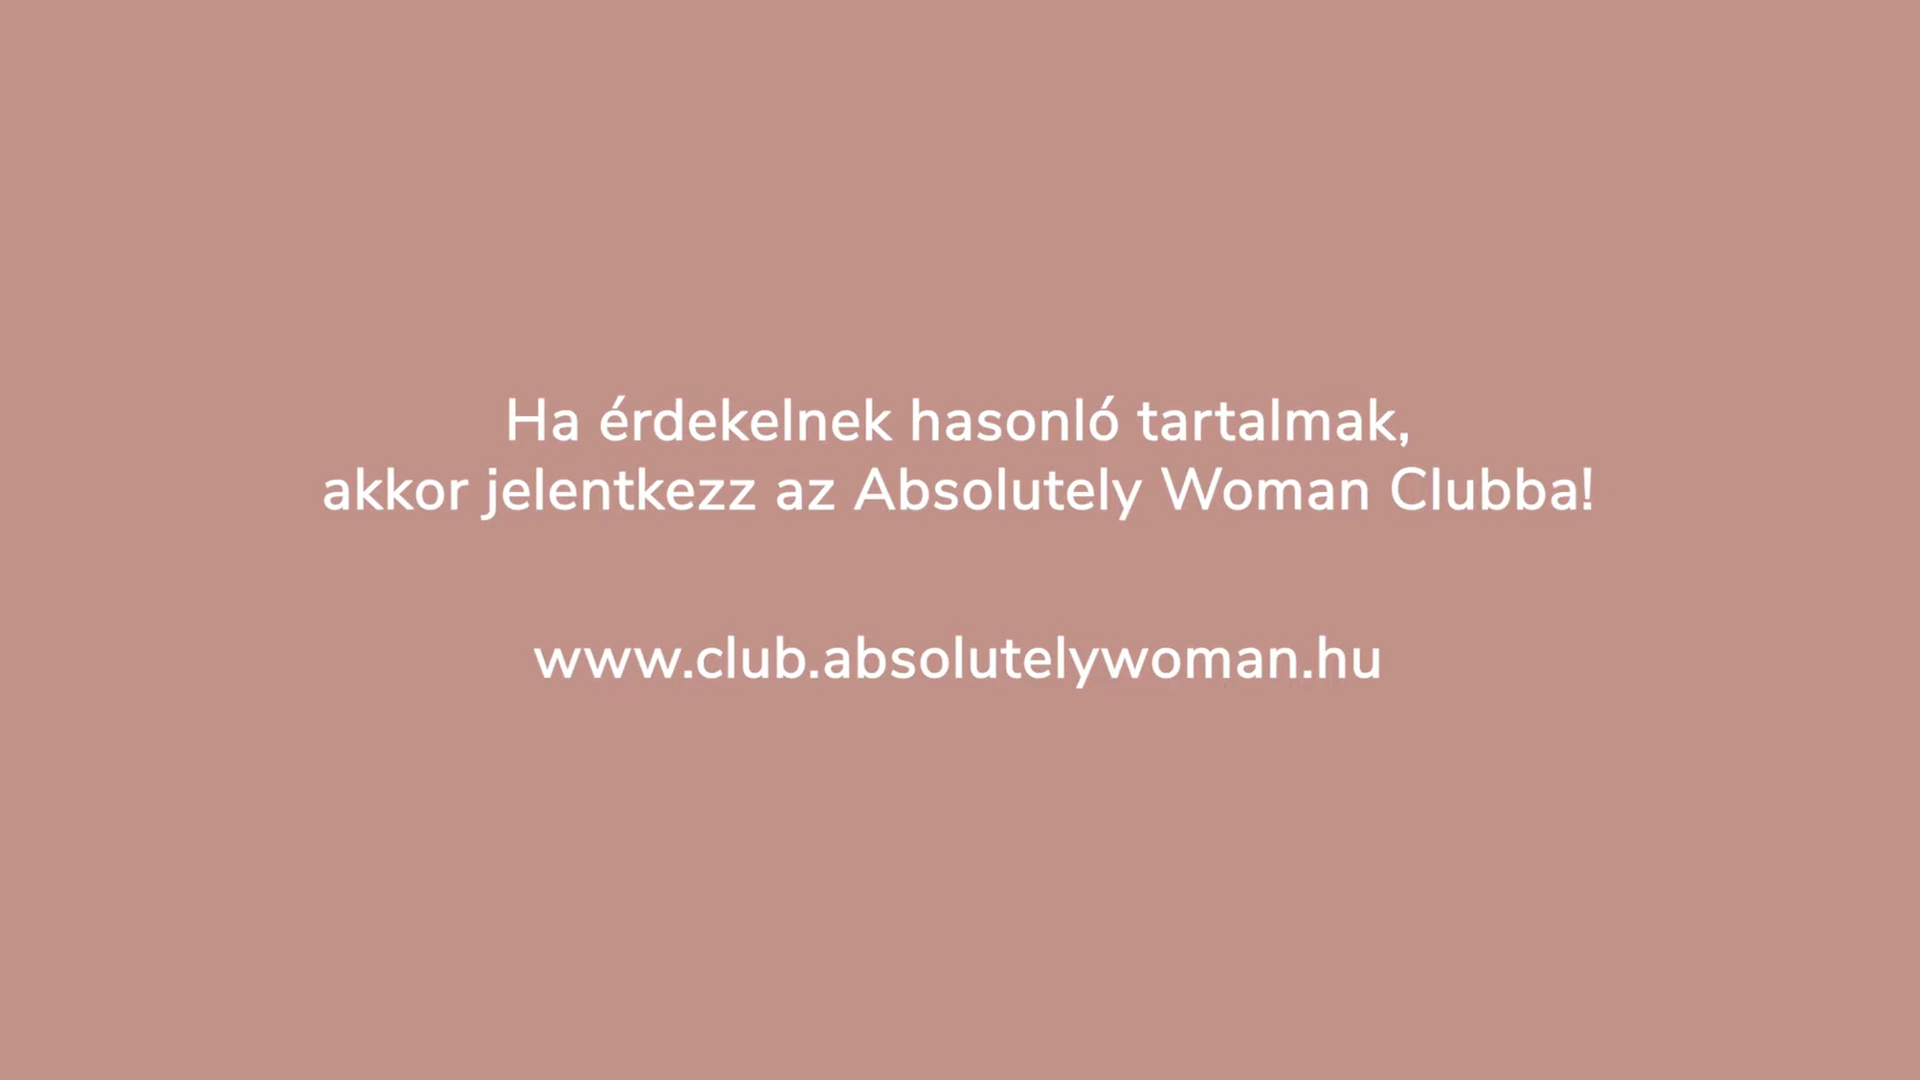 Ha érdekelnek hasonló tartalmak,
akkor jelentkezz az Absolutely Woman Clubba!
www.club.absolutelywoman.hu